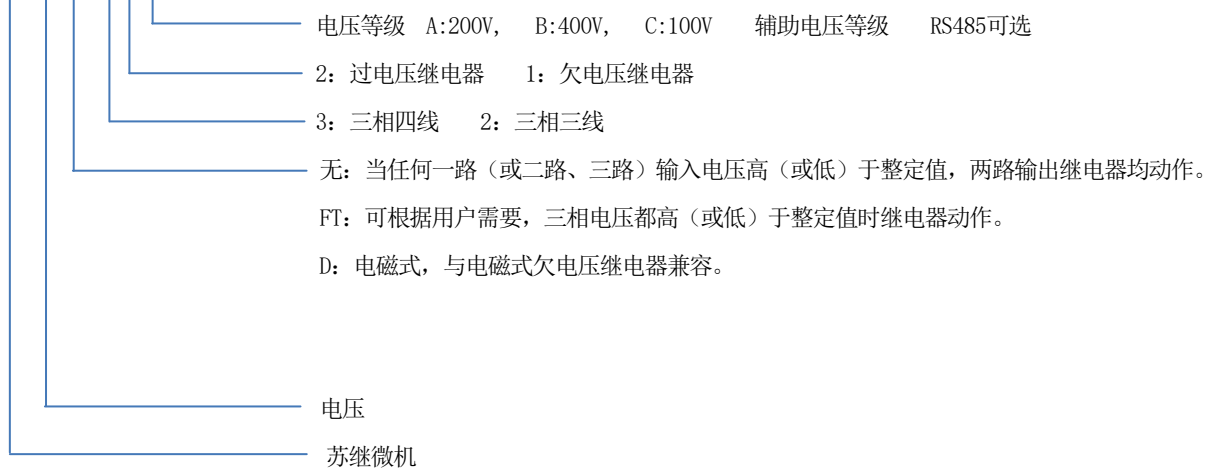 电压等级 A:200V, B:400V, C:100V 辅助电压等级 RS485可选
2：过电压继电器 1：欠电压继电器
3：三相四线 2：三相三线
无：当任何一路（或二路、三路）输入电压高（或低）于整定值，两路输出继电器均动作。
FT：可根据用户需要，三相电压都高（或低）于整定值时继电器动作。
D：电磁式，与电磁式欠电压继电器兼容。
电压
苏继微机